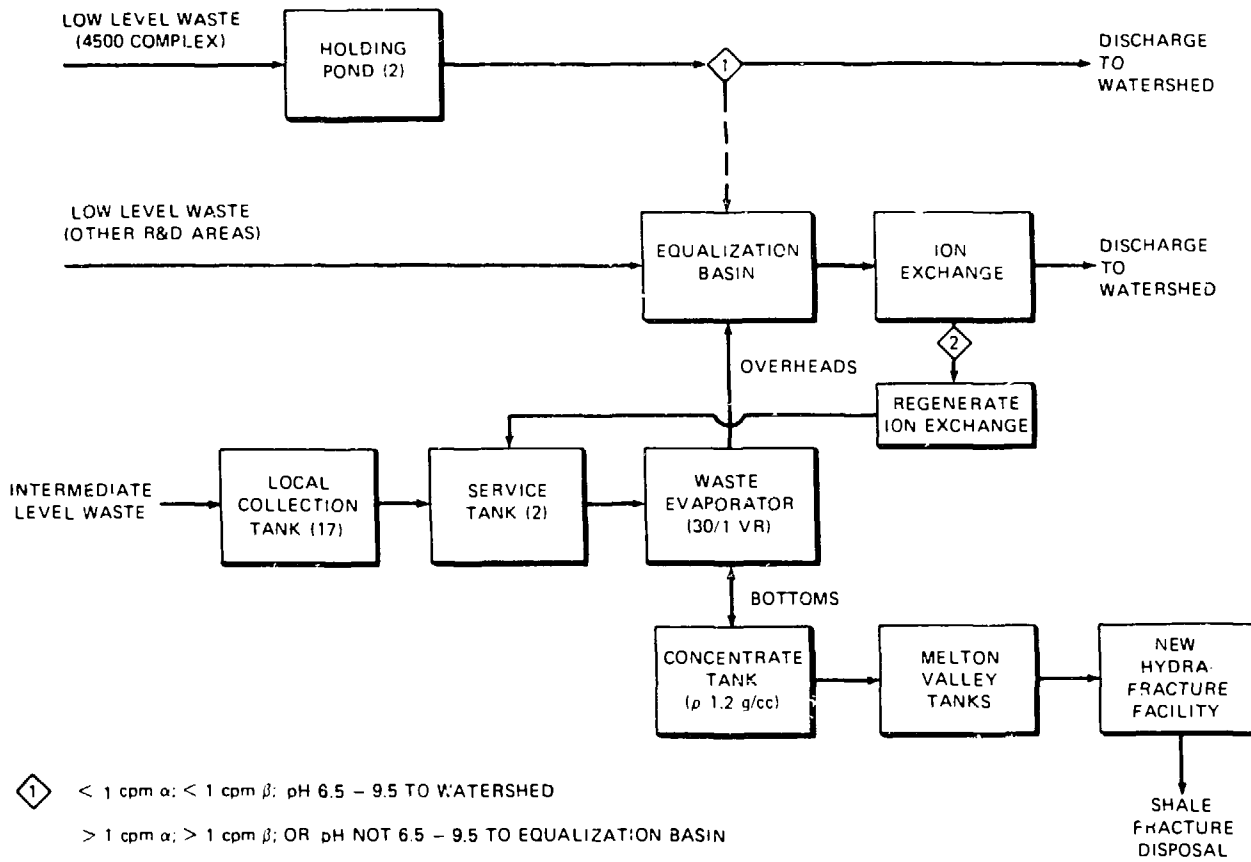 LOW LEVEL WASTE
(4500 COMPLEX)
HOLDING
POND (2)
1
DISCHARGE
TO
WATERSHED
LOW LEVEL WASTE
(OTHER R&D AREAS)
EQUALIZATION
BASIN
ION
EXCHANGE
DISCHARGE
TO
WATERSHED
2
OVERHEADS
REGENERATE
ION EXCHANGE
INTERMEDIATE
LEVEL WASTE
LOCAL
COLLECTION
TANK (17)
SERVICE
TANK (2)
WASTE
EVAPORATOR
(30/1 VR)
BOTTOMS
CONCENTRATE
TANK
(ρ 1.2 g/cc)
MELTON
VALLEY
TANKS
NEW
HYDRA-
FRACTURE
FACILITY
SHALE
FRACTURE
DISPOSAL
1 < 1 cpm α; < 1 cpm β; pH 6.5 – 9.5 TO WATERSHED
> 1 cpm α; > 1 cpm β; OR pH NOT 6.5 – 9.5 TO EQUALIZATION BASIN